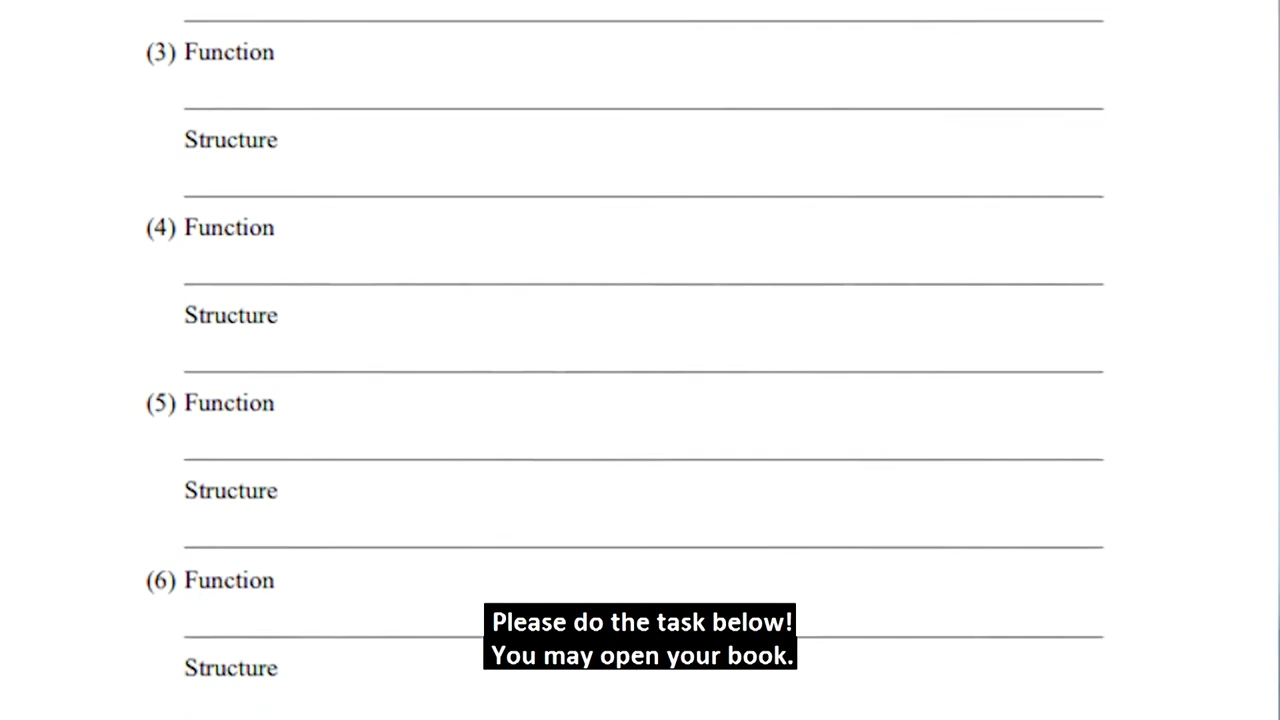 (3) Function
Structure
(4) Function
Structure
(5) Function
Structure
(6) Function
Please do the task below!
You may open your book.
Structure